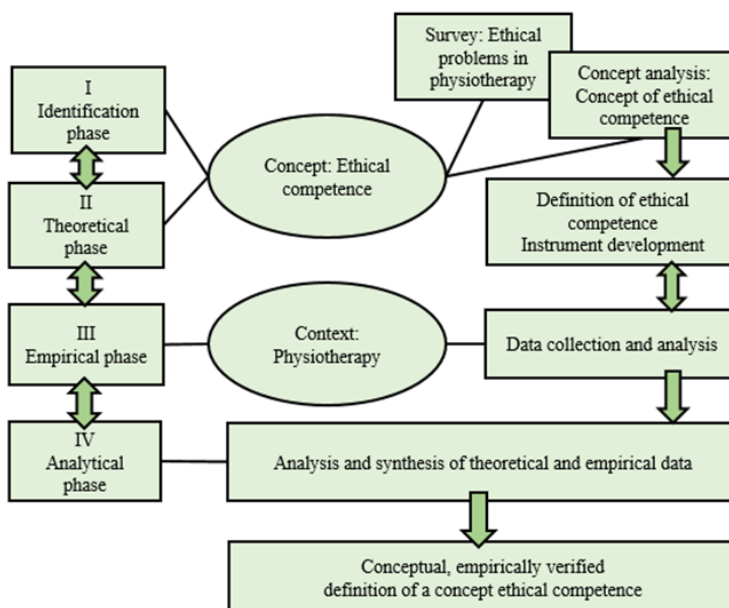 Survey: Ethical
problems in
physiotherapy
Concept analysis:
Concept of ethical
competence
I
Identification
phase
Concept: Ethical
competence
II
Theoretical
phase
Definition of ethical
competence
Instrument development
III
Empirical phase
Context:
Physiotherapy
Data collection and analysis
IV
Analytical
phase
Analysis and synthesis of theoretical and empirical data
Conceptual, empirically verified
definition of a concept ethical competence